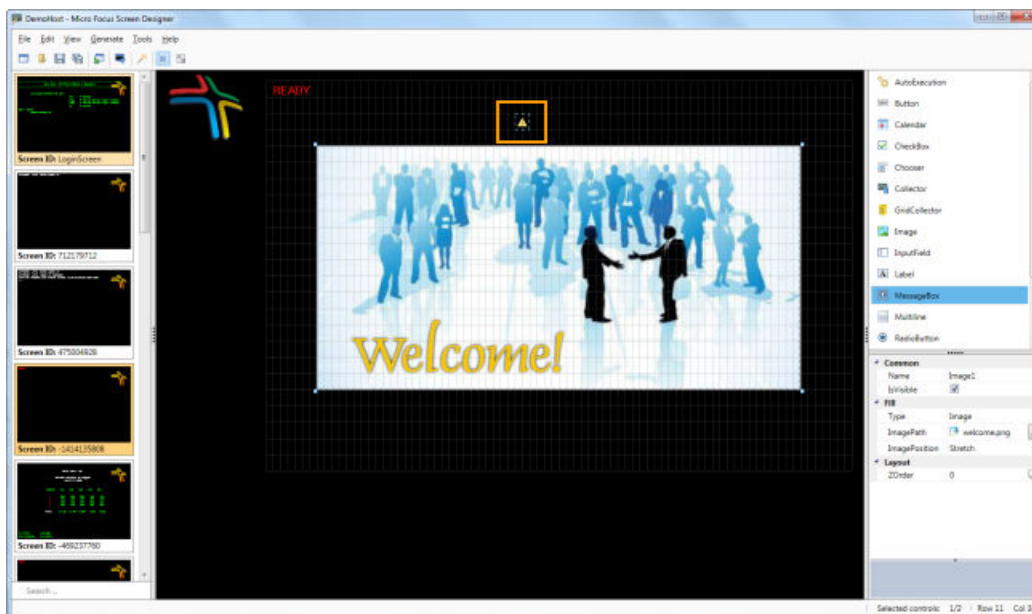 DemoHost - Micro Focus Screen Designer
File Edit View Generate Tools Help
Screen ID: LoginScreen
Screen ID: 712179712
Screen ID: 475004928
Screen ID: -1414135808
Screen ID: -469237760
Search ...
READY
Welcome!
AutoExecution
Button
Calendar
CheckBox
Chooser
Collector
GridCollector
Image
InputField
Label
MessageBox
Multiline
RadioButton
Common
Name Image1
IsVisible
Fill
Type Image
ImagePath welcome.png
ImagePosition Stretch
Layout
ZOrder 0
Selected controls: 1/2 Row 11 Col